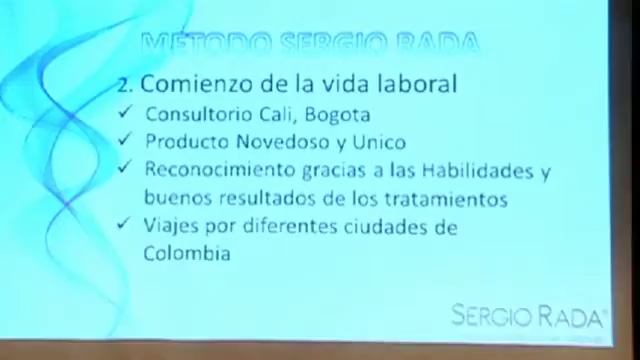 METODO SERGIO RADA
2. Comienzo de la vida laboral
✓ Consultorio Cali, Bogota
✓ Producto Novedoso y Unico
✓ Reconocimiento gracias a las Habilidades y
buenos resultados de los tratamientos
✓ Viajes por diferentes ciudades de
Colombia
SERGIO RADA®